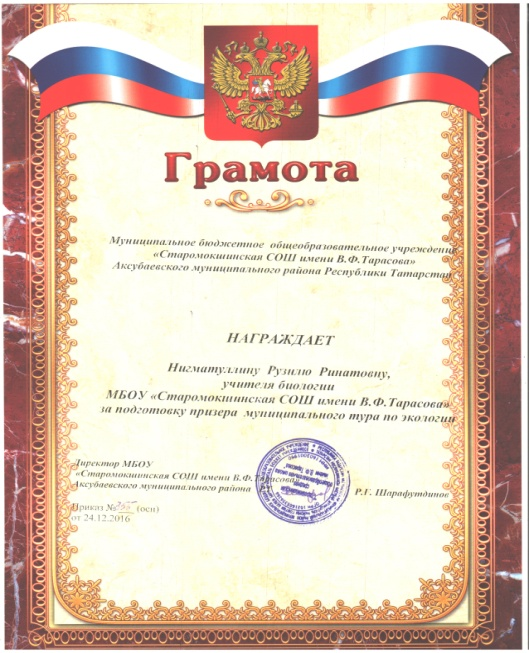 Грамота
Муниципальное бюджетное общеобразовательное учреждение
«Старомокшинская СОШ имени В.Ф.Тарасова»
Аксубаевского муниципального района Республики Татарстан
НАГРАЖДАЕТ
Нигматуллину Рузилю Ринатовну,
учителя биологии
МБОУ «Старомокшинская СОШ имени В.Ф.Тарасова»
за подготовку призера муниципального тура по экологии
Директор МБОУ
«Старомокшинская СОШ имени В.Ф.Тарасова»
Аксубаевского муниципального района Р.Г. Шарафутдинов
Приказ № (осн)
от 24.12.2016